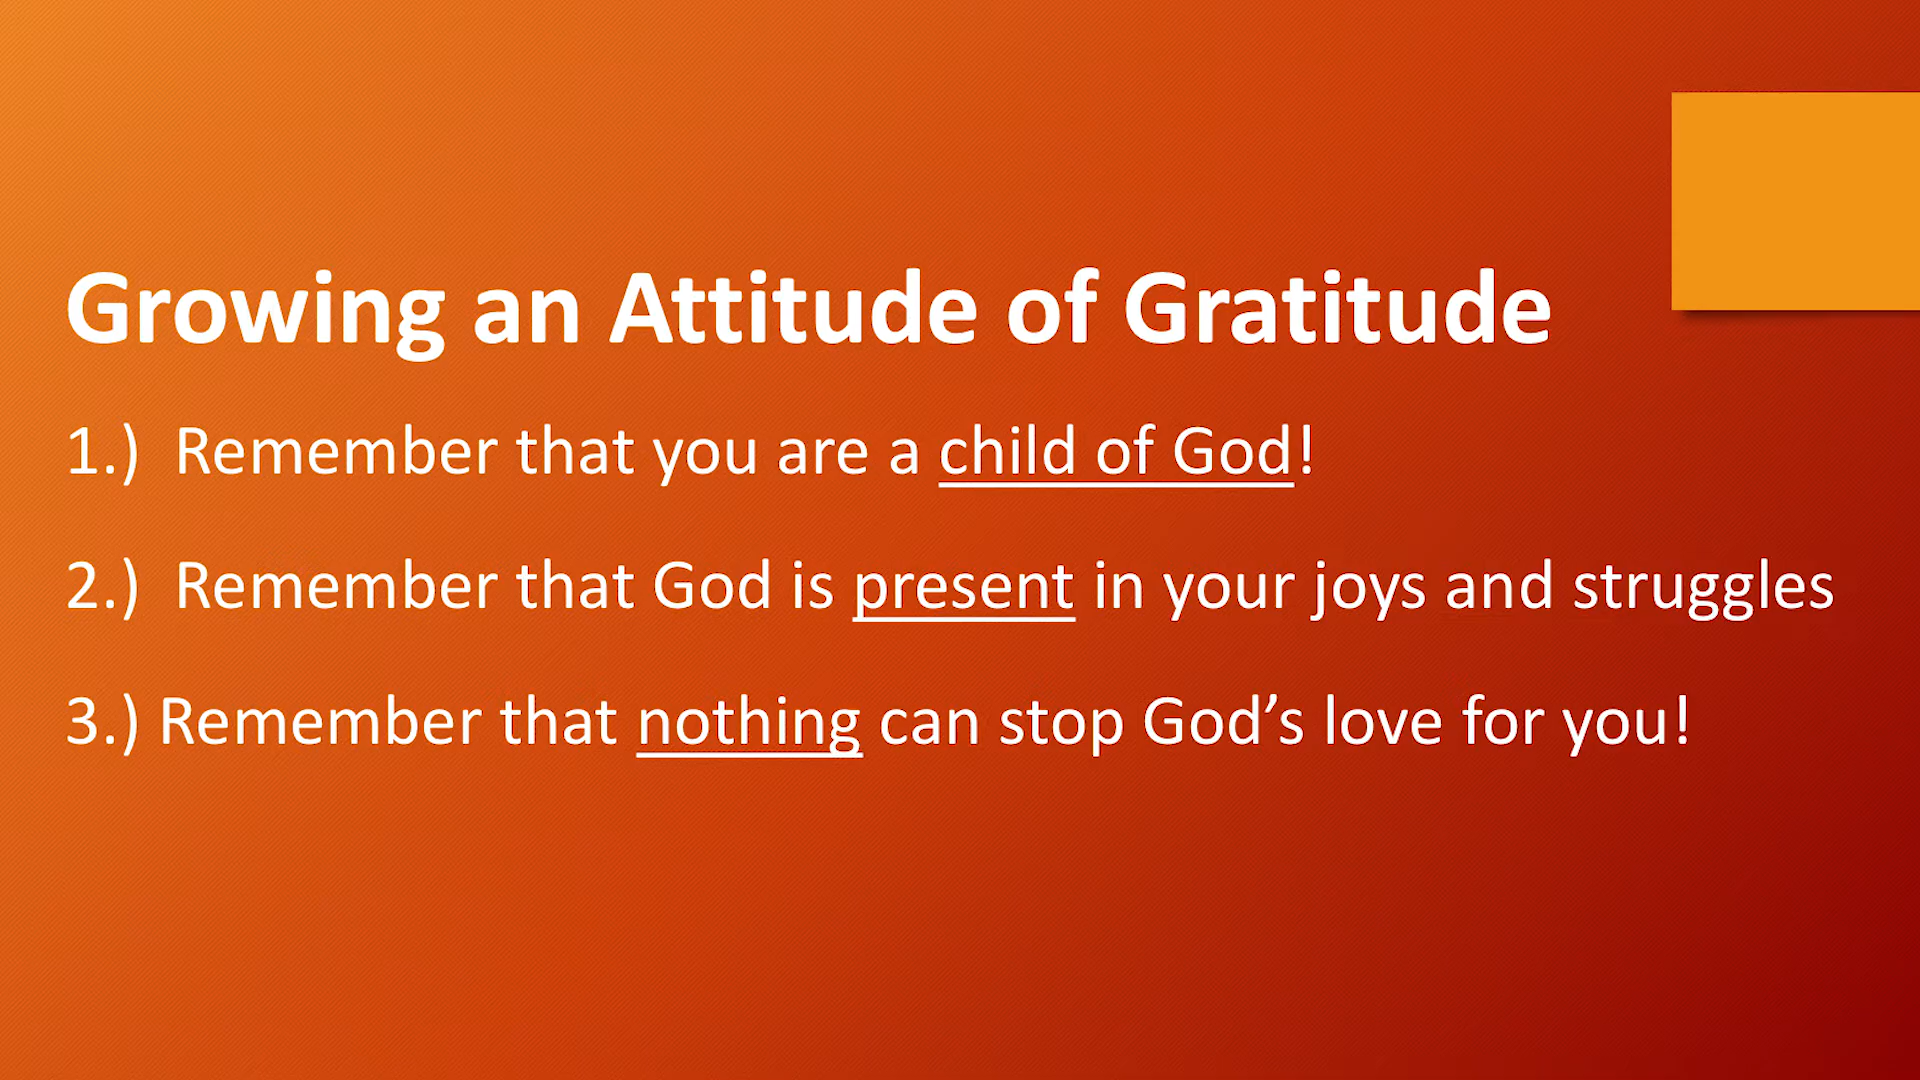 Growing an Attitude of Gratitude
1.) Remember that you are a child of God!
2.) Remember that God is present in your joys and struggles
3.) Remember that nothing can stop God’s love for you!